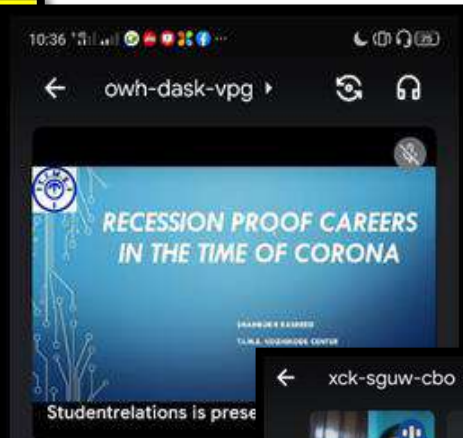 10:36
owh-dask-vpg
RECESSION PROOF CAREERS
IN THE TIME OF CORONA
Studentrelations is prese
xck-sguw-cbo